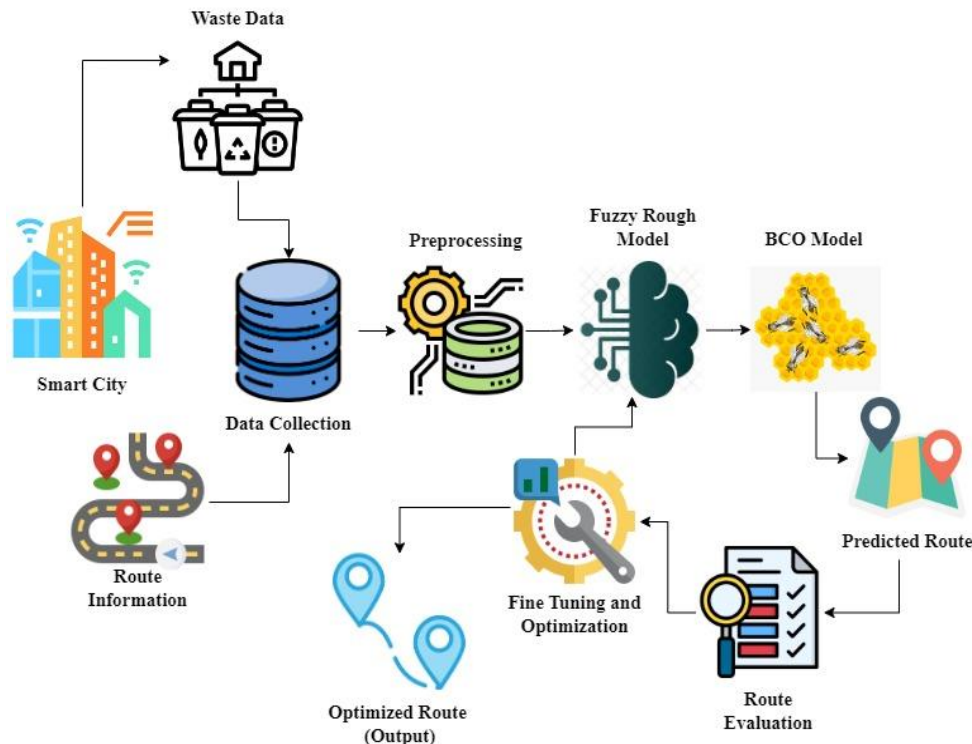 Waste Data
Smart City
Data Collection
Preprocessing
Fuzzy Rough
Model
BCO Model
Route
Information
Predicted Route
Fine Tuning and
Optimization
Route
Evaluation
Optimized Route
(Output)